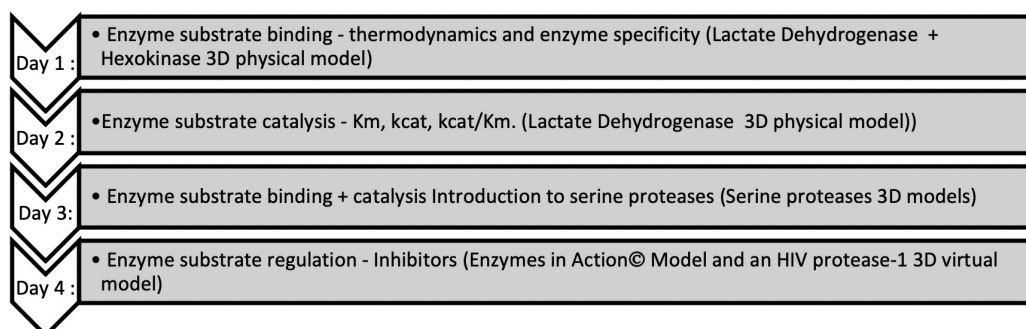 Day 1 :
• Enzyme substrate binding - thermodynamics and enzyme specificity (Lactate Dehydrogenase +
Hexokinase 3D physical model)
Day 2 :
•Enzyme substrate catalysis - Km, kcat, kcat/Km. (Lactate Dehydrogenase 3D physical model))
Day 3:
• Enzyme substrate binding + catalysis Introduction to serine proteases (Serine proteases 3D models)
Day 4 :
• Enzyme substrate regulation - Inhibitors (Enzymes in Action© Model and an HIV protease-1 3D virtual
model)